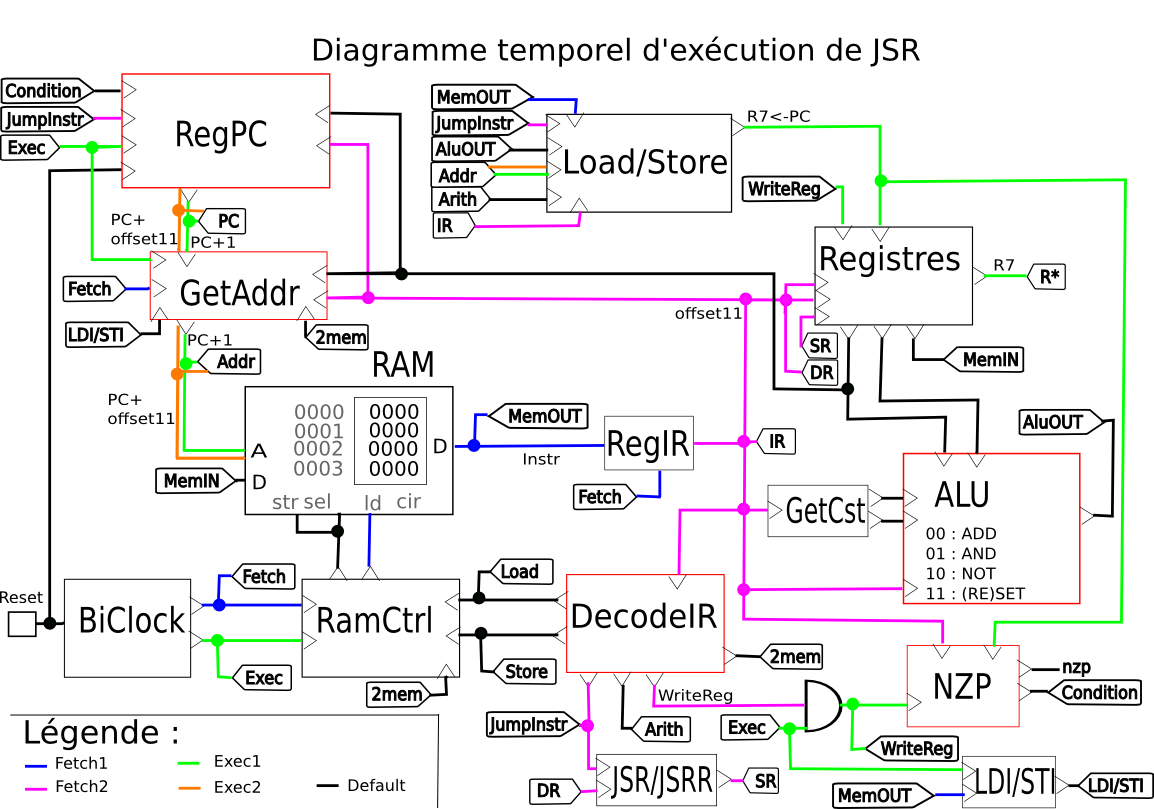 Diagramme temporel d'exécution de JSR
Condition
JumpInstr
Exec
RegPC
MemOUT
JumpInstr
AluOUT
Addr
Arith
IR
Load/Store
R7<-PC
WriteReg
PC+
offset11
PC
PC+1
Fetch
GetAddr
LDI/STI
2mem
Registres
R7
R*
offset11
SR
DR
MemIN
PC+1
Addr
PC+
offset11
RAM
0000 0000
0001 0000
0002 0000
0003 0000
A
D
D
MemIN
str sel ld cir
MemOUT
Instr
RegIR
IR
Fetch
AluOUT
GetCst
ALU
00 : ADD
01 : AND
10 : NOT
11 : (RE)SET
Reset
BiClock
Fetch
Exec
RamCtrl
2mem
Load
Store
DecodeIR
2mem
WriteReg
JumpInstr
Arith
Exec
NZP
nzp
Condition
WriteReg
DR
JSR/JSRR
SR
MemOUT
LDI/STI
LDI/STI
Légende :
Fetch1
Exec1
Fetch2
Exec2
Default